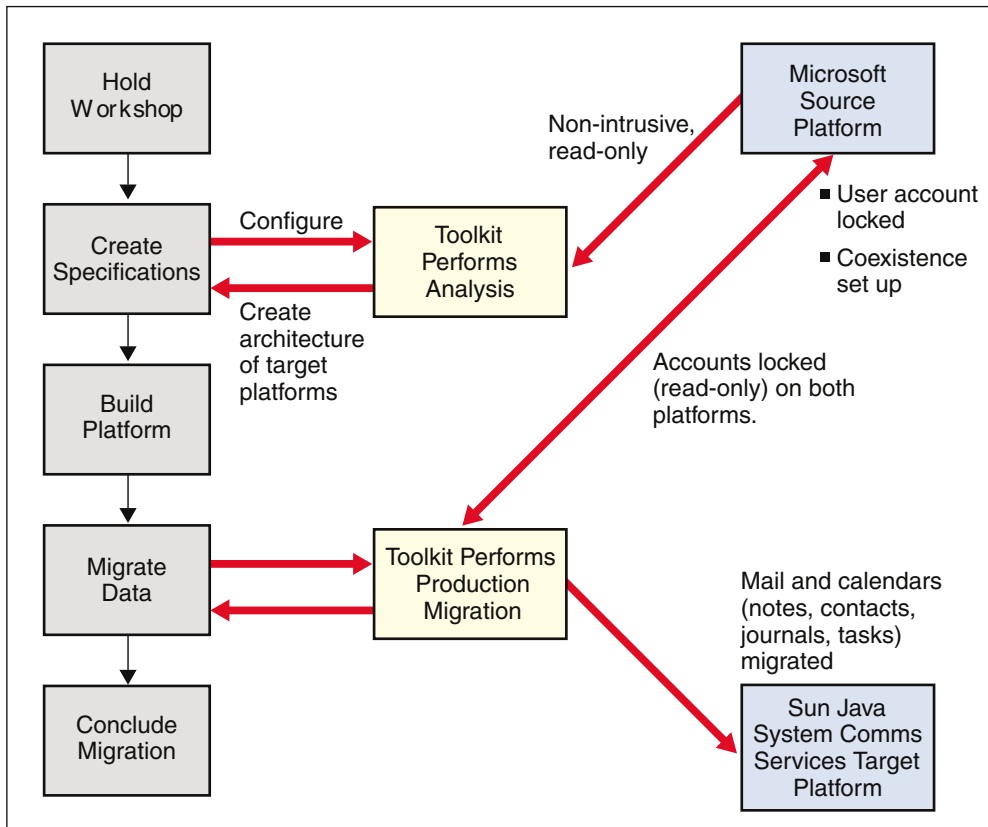 Hold
Workshop
Microsoft
Source
Platform
Non-intrusive,
read-only
■ User account
locked
■ Coexistence
set up
Create
Specifications
Configure
Toolkit
Performs
Analysis
Create
architecture
of target
platforms
Build
Platform
Accounts locked
(read-only) on both
platforms.
Migrate
Data
Toolkit Performs
Production
Migration
Mail and calendars
(notes, contacts,
journals, tasks)
migrated
Conclude
Migration
Sun Java
System Comms
Services Target
Platform